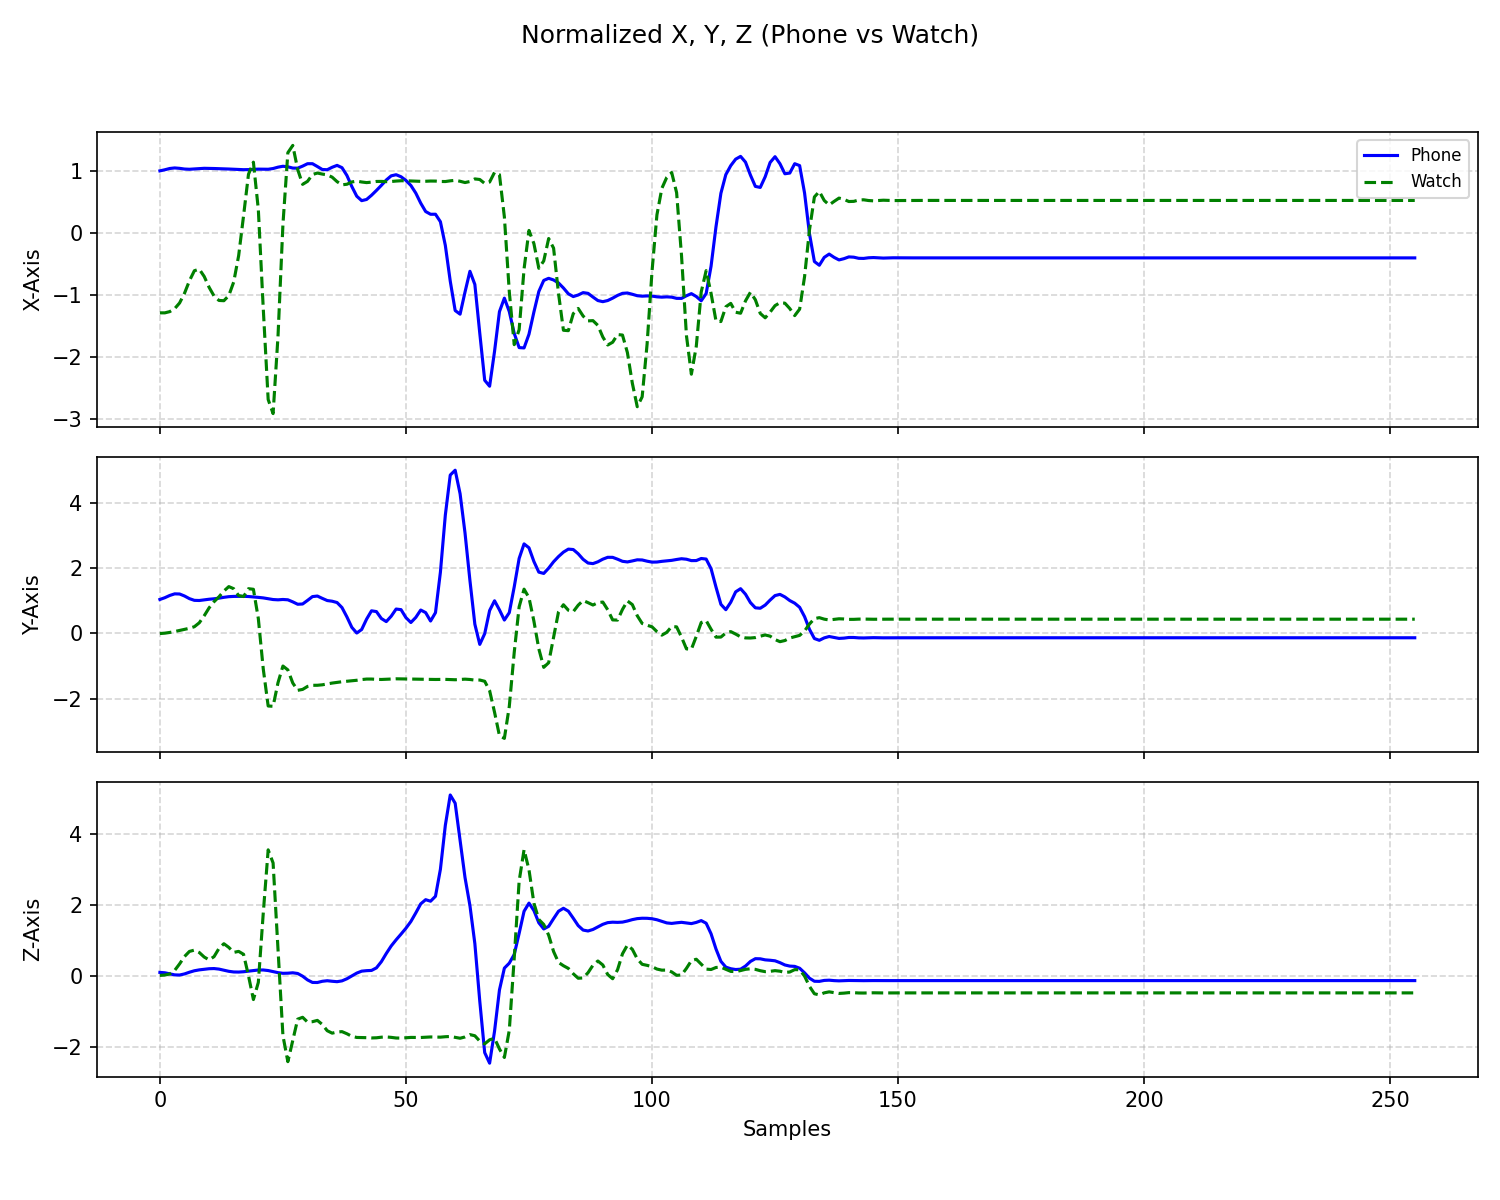 Normalized X, Y, Z (Phone vs Watch)
X-Axis
1
0
−1
−2
−3
Phone
Watch
Y-Axis
4
2
0
−2
Z-Axis
4
2
0
−2
0 50 100 150 200 250
Samples